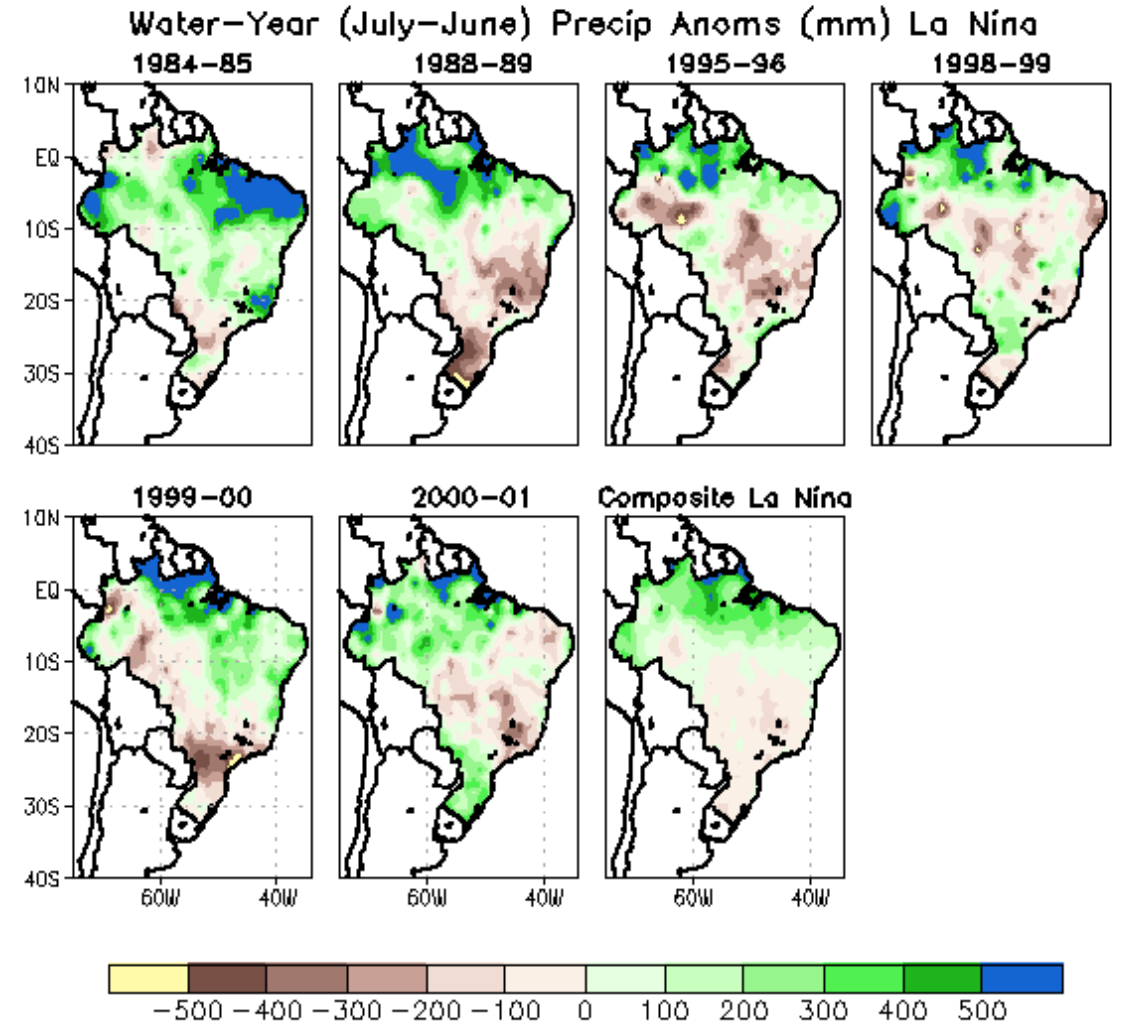 Water-Year (July-June) Precip Anoms (mm) La Nina
1984-85 1988-89 1995-96 1998-99
10N
EQ
10S
20S
30S
40S
1999-00 2000-01 Composite La Nina
10N
EQ
10S
20S
30S
40S
60W 40W 60W 40W 60W 40W
-500 -400 -300 -200 -100 0 100 200 300 400 500